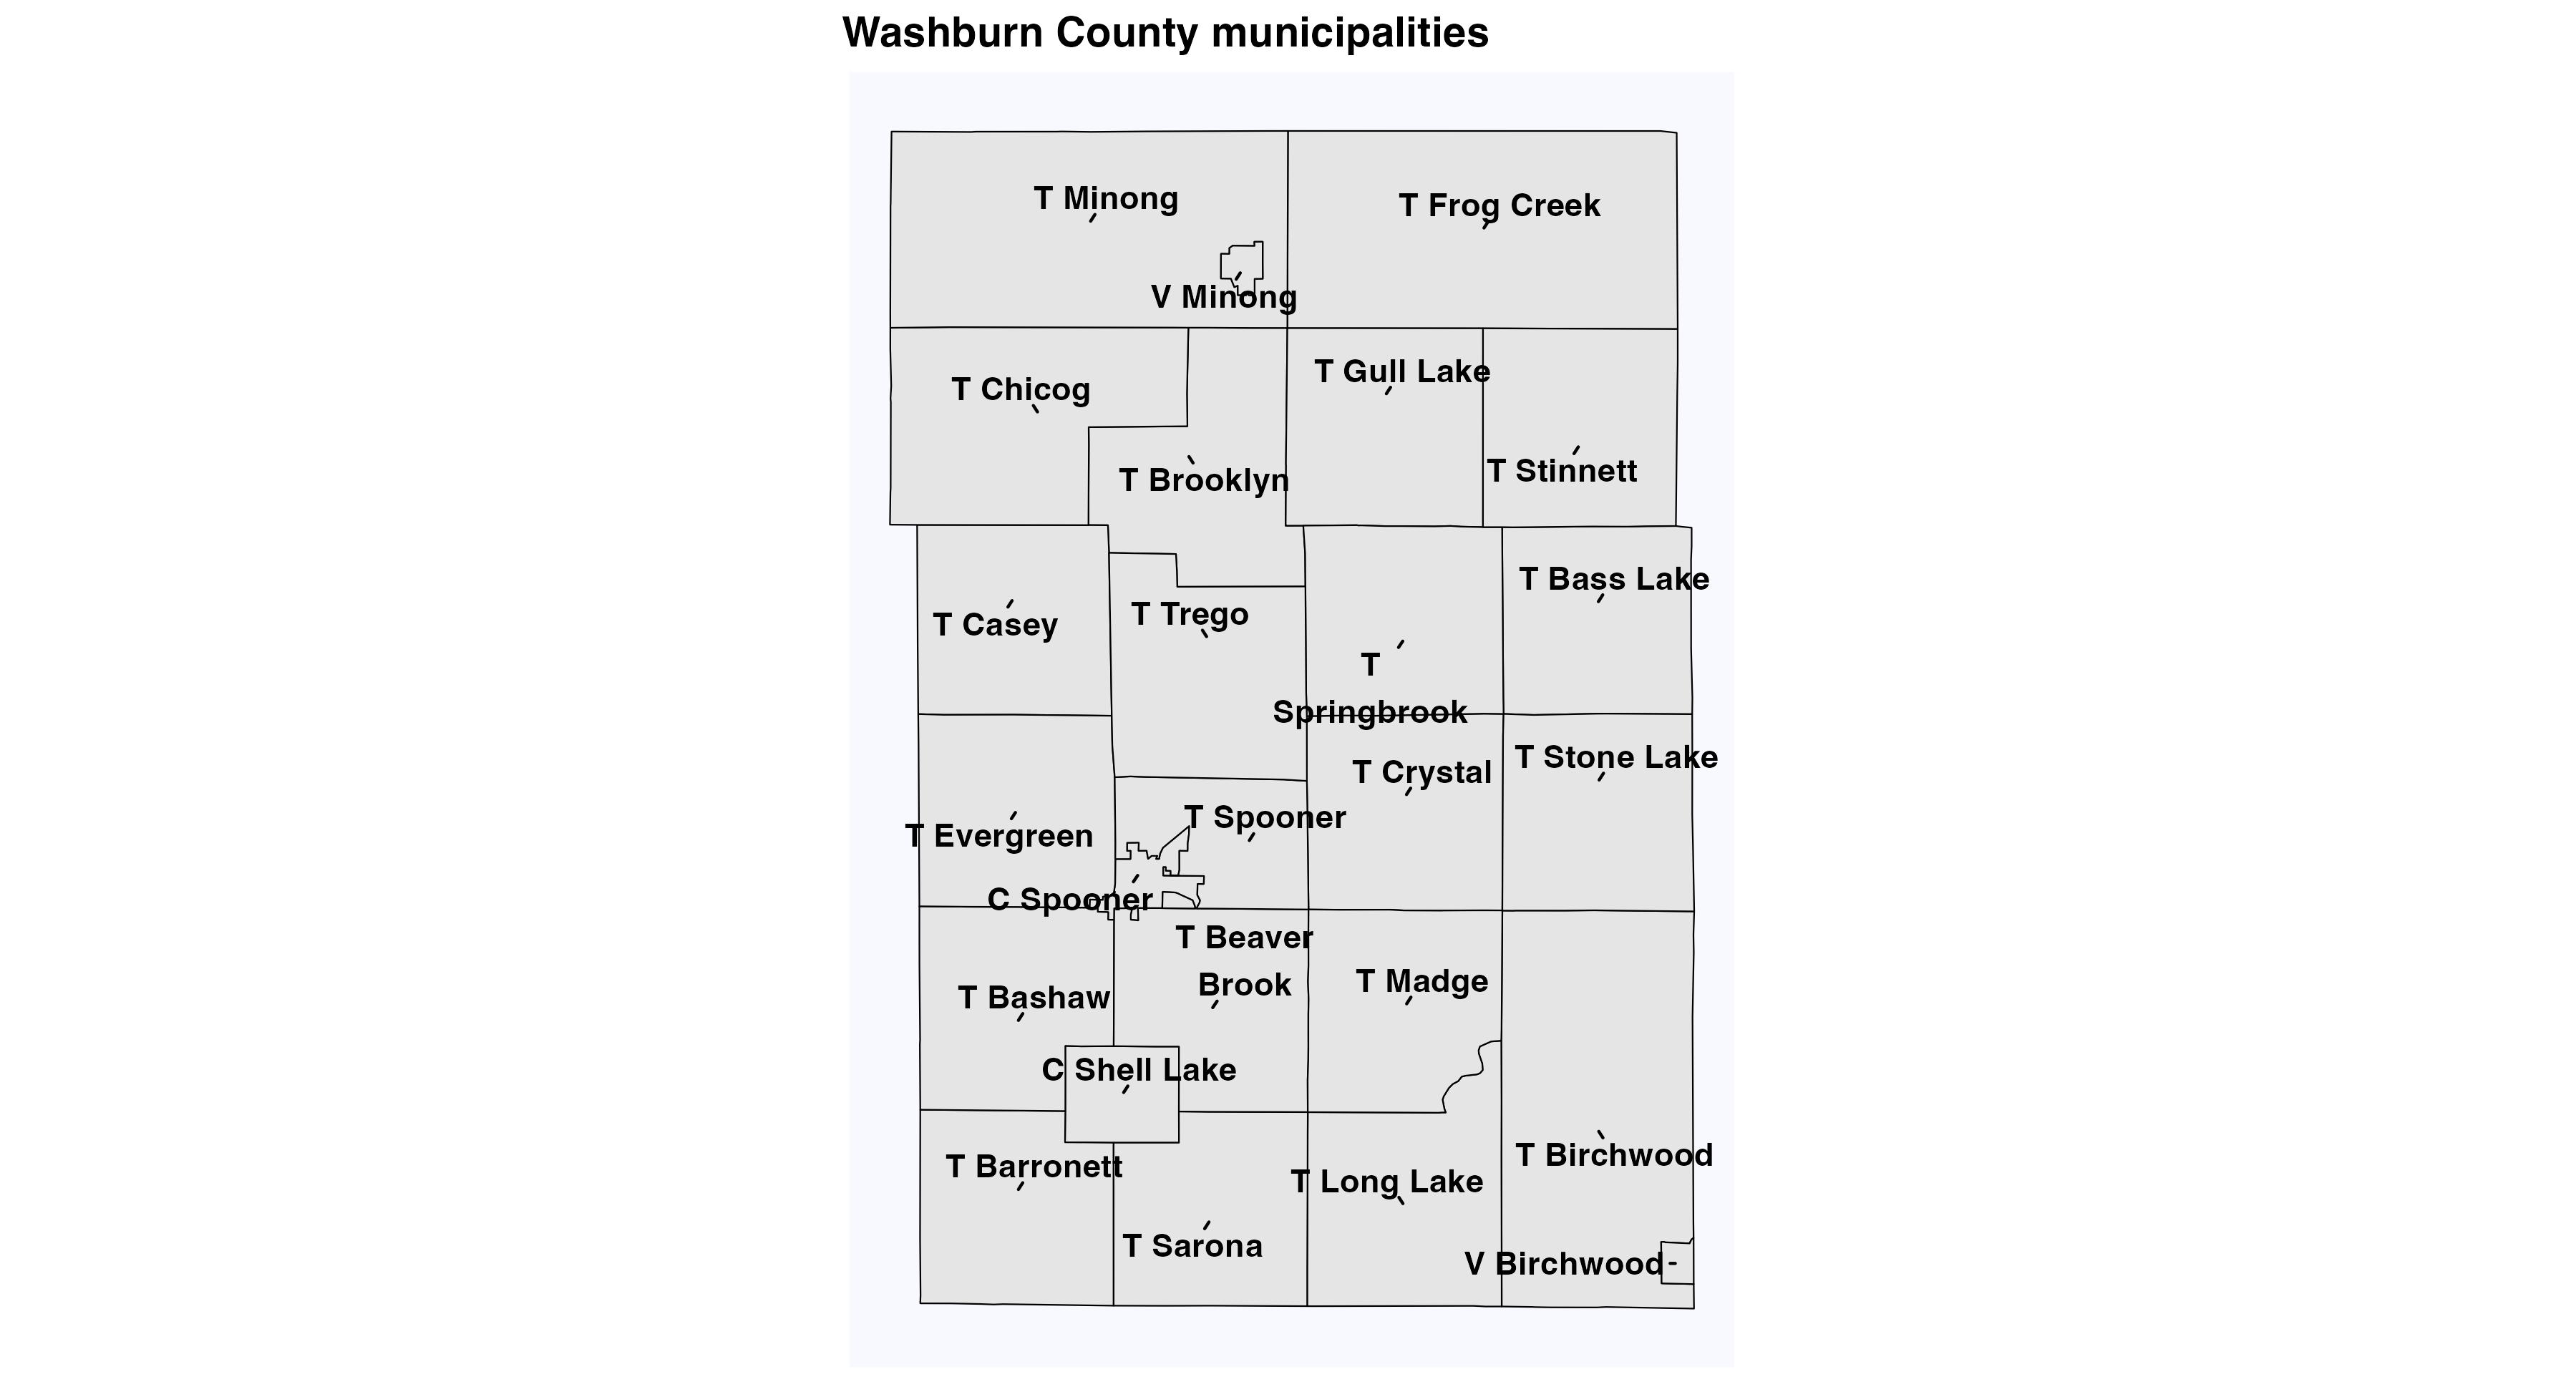 Washburn County municipalities
T Minong
T Frog Creek
V Minong
T Gull Lake
T Chicog
T Stinnett
T Brooklyn
T Bass Lake
T Trego
T Casey
T
Springbrook
T Stone Lake
T Crystal
T Spooner
T Evergreen
C Spooner
T Beaver
Brook
T Madge
T Bashaw
C Shell Lake
T Birchwood
T Barronett
T Long Lake
T Sarona
V Birchwood